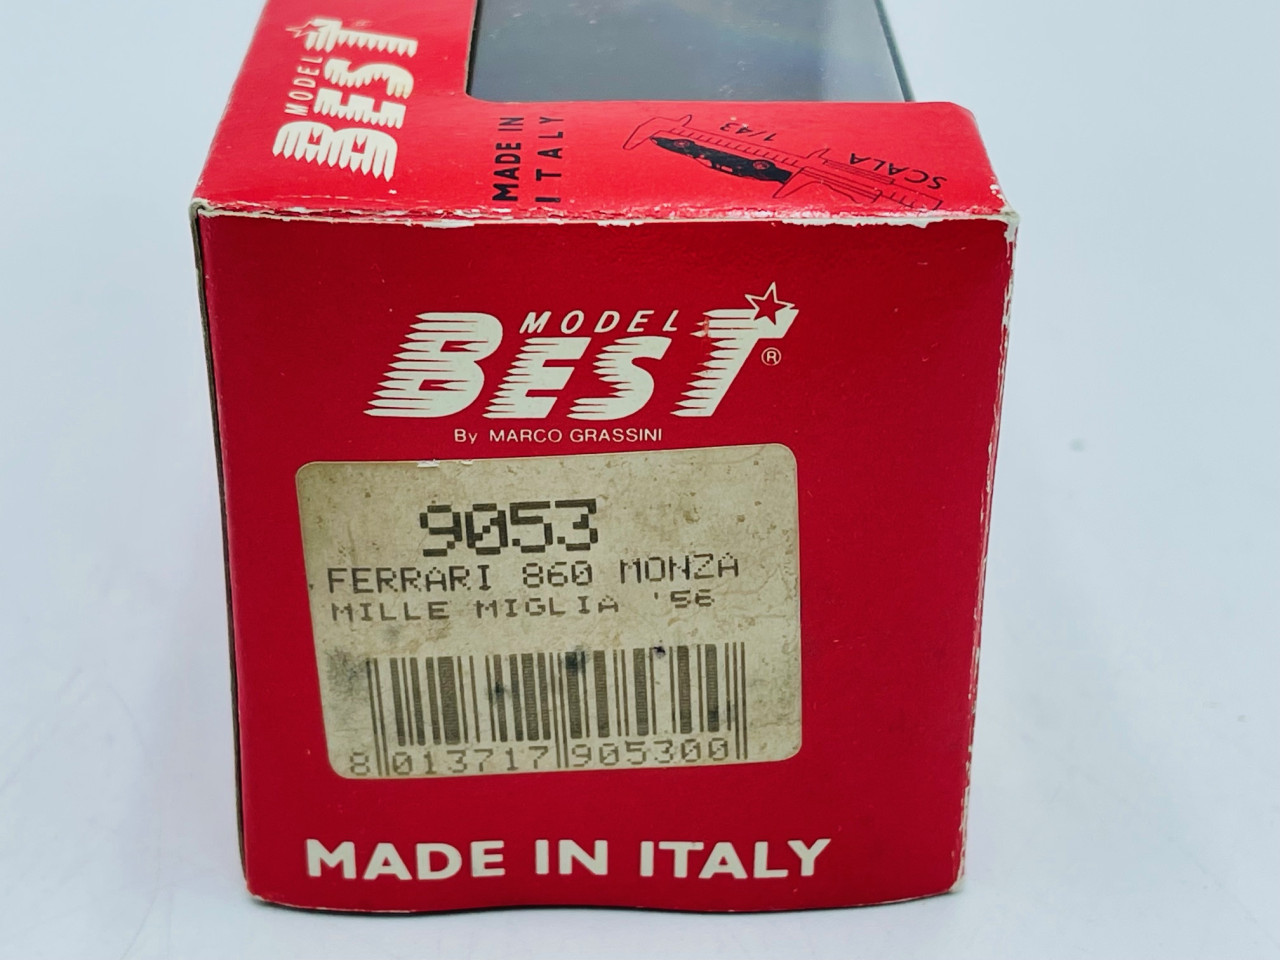 MODEL
BEST
MADE IN
ITALY
SCALA 1/43
MODEL
BEST
®
By MARCO GRASSINI
9053
FERRARI 860 MONZA
MILLE MIGLIA '56
8 013717 905300
MADE IN ITALY